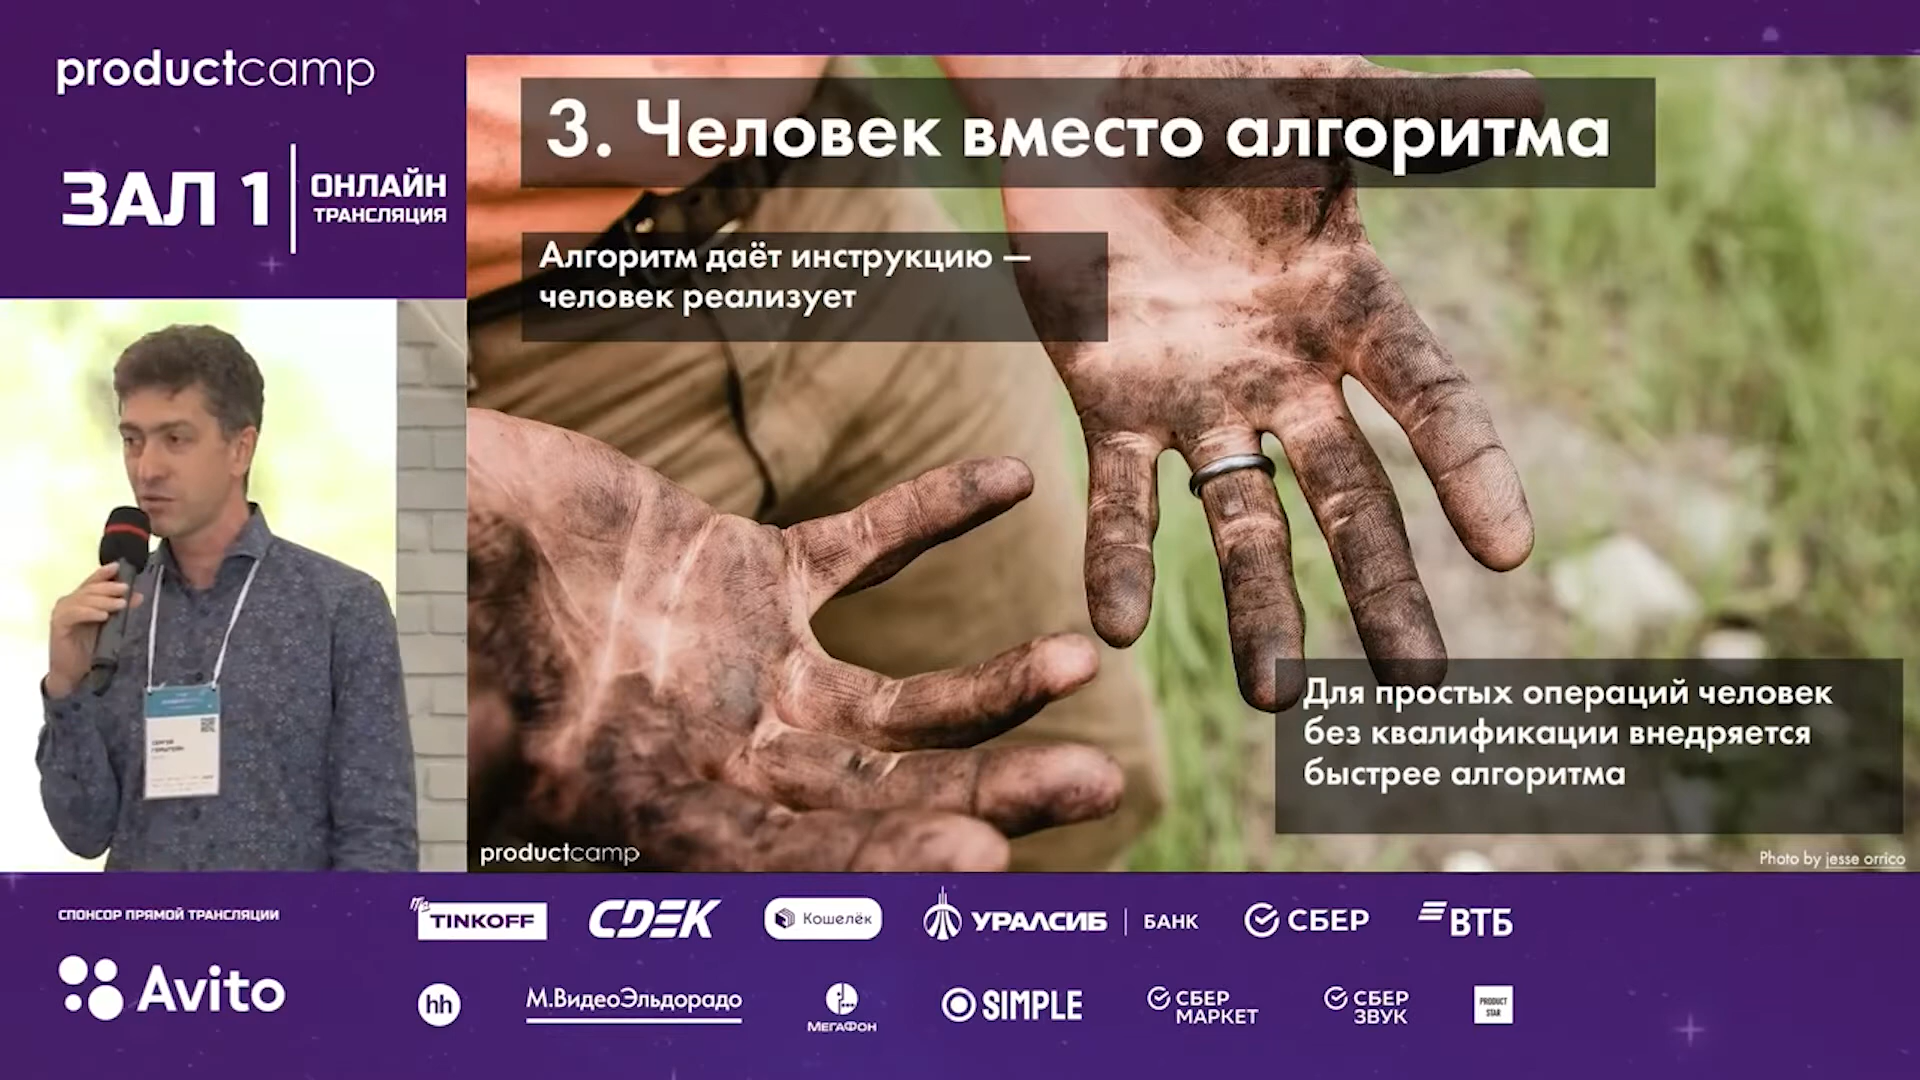 productcamp
ЗАЛ 1
ОНЛАЙН
ТРАНСЛЯЦИЯ
3. Человек вместо алгоритма
Алгоритм даёт инструкцию —
человек реализует
Для простых операций человек
без квалификации внедряется
быстрее алгоритма
productcamp
Photo by jesse orrico
СПОНСОР ПРЯМОЙ ТРАНСЛЯЦИИ
Avito
TINKOFF
CDEK
Кошелёк
УРАЛСИБ | БАНК
СБЕР
ВТБ
hh
М.ВидеоЭльдорадо
МЕГАФОН
SIMPLE
СБЕР
МАРКЕТ
СБЕР
ЗВУК
PRODUCT
STAR